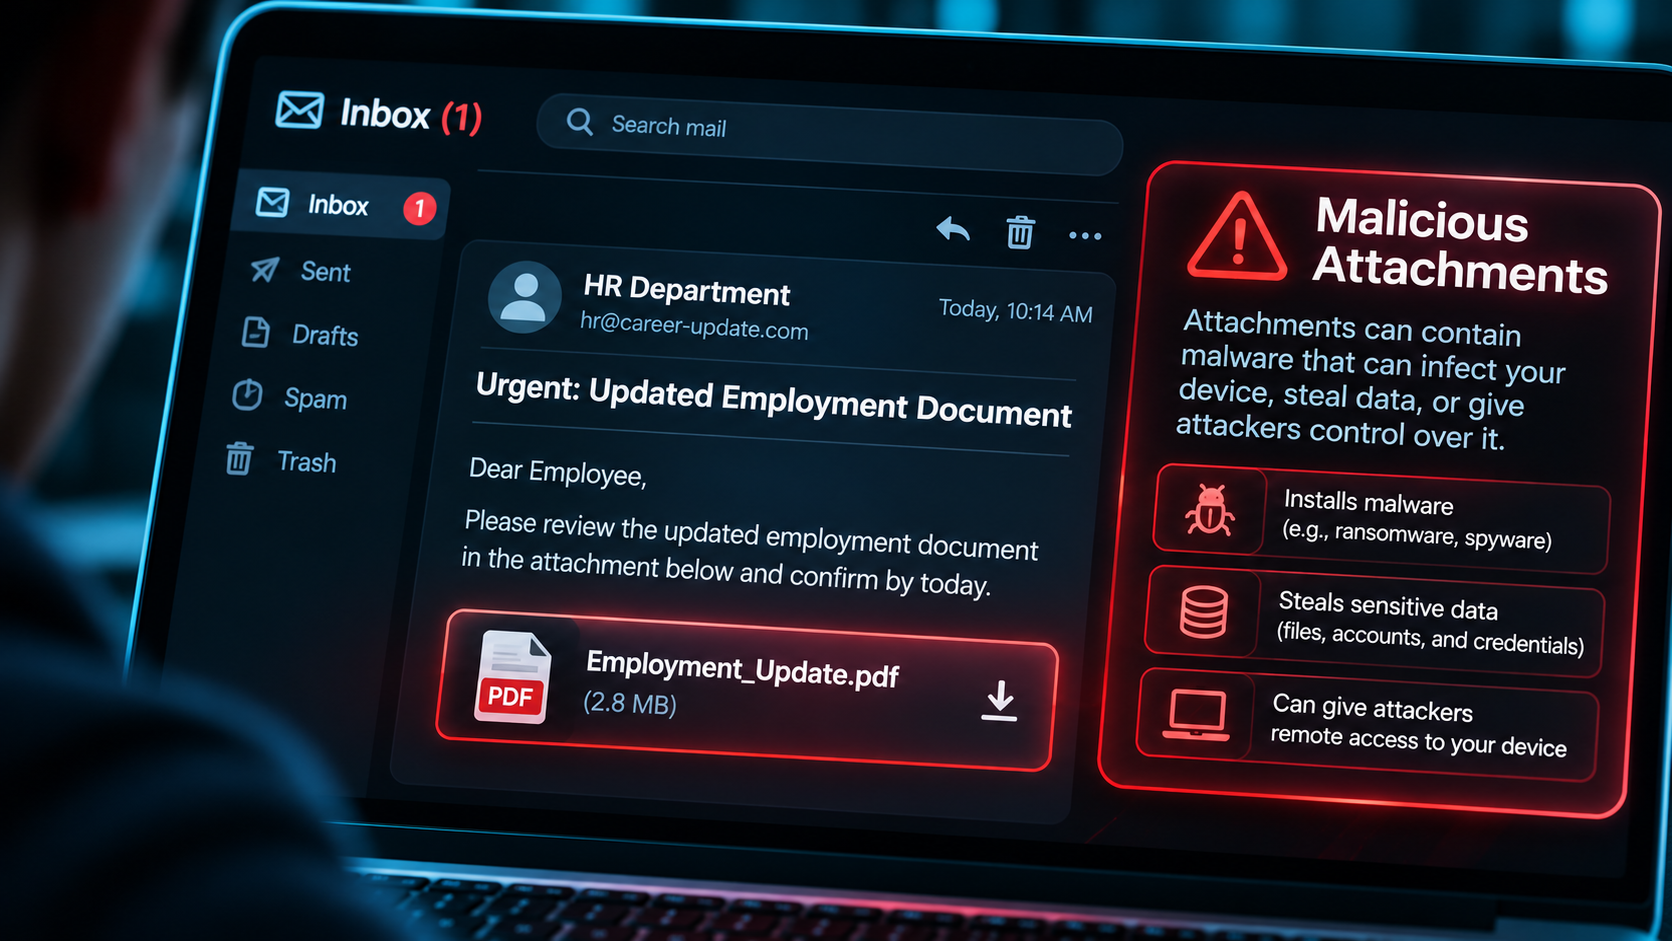 Inbox (1)
Search mail
Inbox 1
Sent
Drafts
Spam
Trash
HR Department
hr@career-update.com
Today, 10:14 AM
Urgent: Updated Employment Document
Dear Employee,
Please review the updated employment document
in the attachment below and confirm by today.
PDF
Employment_Update.pdf
(2.8 MB)
Malicious
Attachments
Attachments can contain
malware that can infect your
device, steal data, or give
attackers control over it.
Installs malware
(e.g., ransomware, spyware)
Steals sensitive data
(files, accounts, and credentials)
Can give attackers
remote access to your device